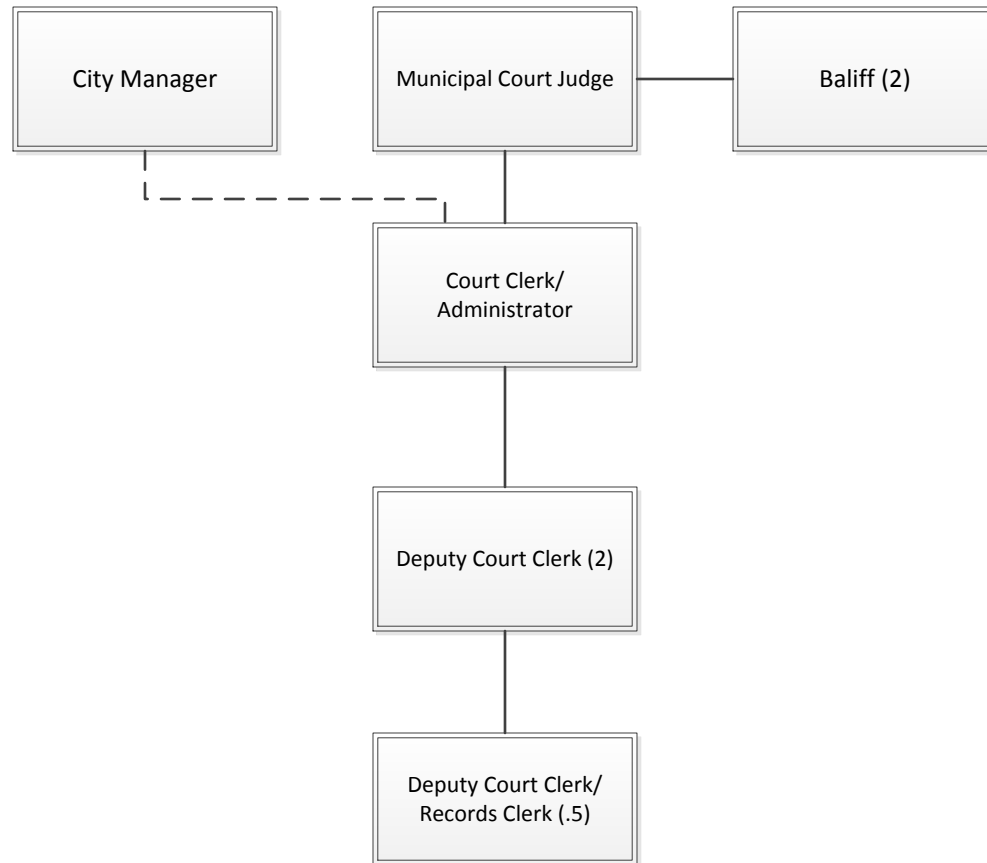 City Manager
Municipal Court Judge
Baliff (2)
Court Clerk/
Administrator
Deputy Court Clerk (2)
Deputy Court Clerk/
Records Clerk (.5)